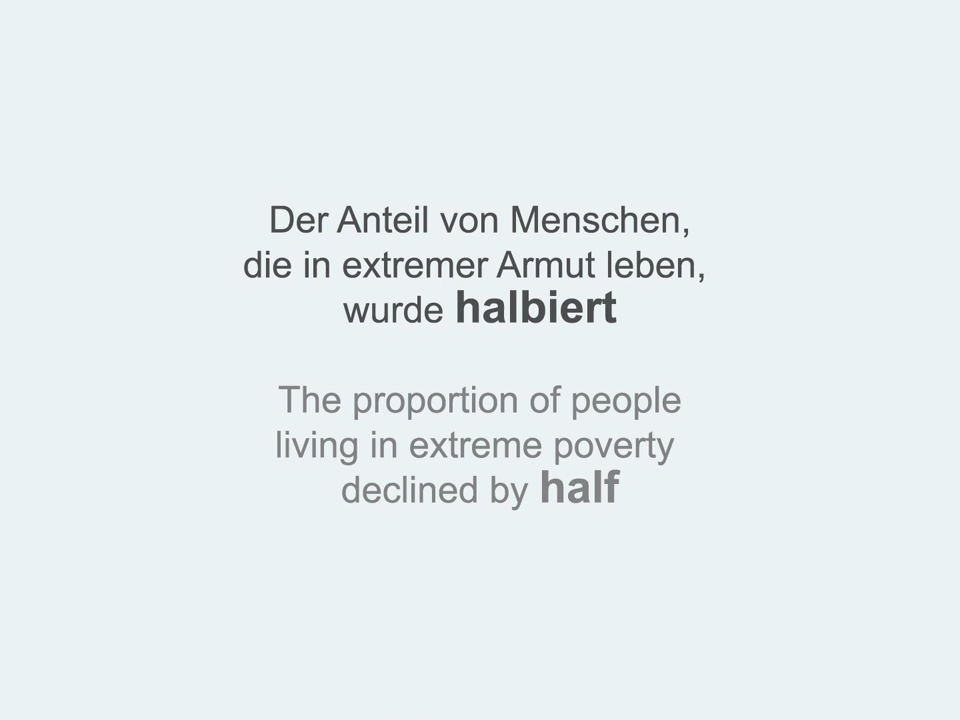 Der Anteil von Menschen,
die in extremer Armut leben,
wurde halbiert
The proportion of people
living in extreme poverty
declined by half